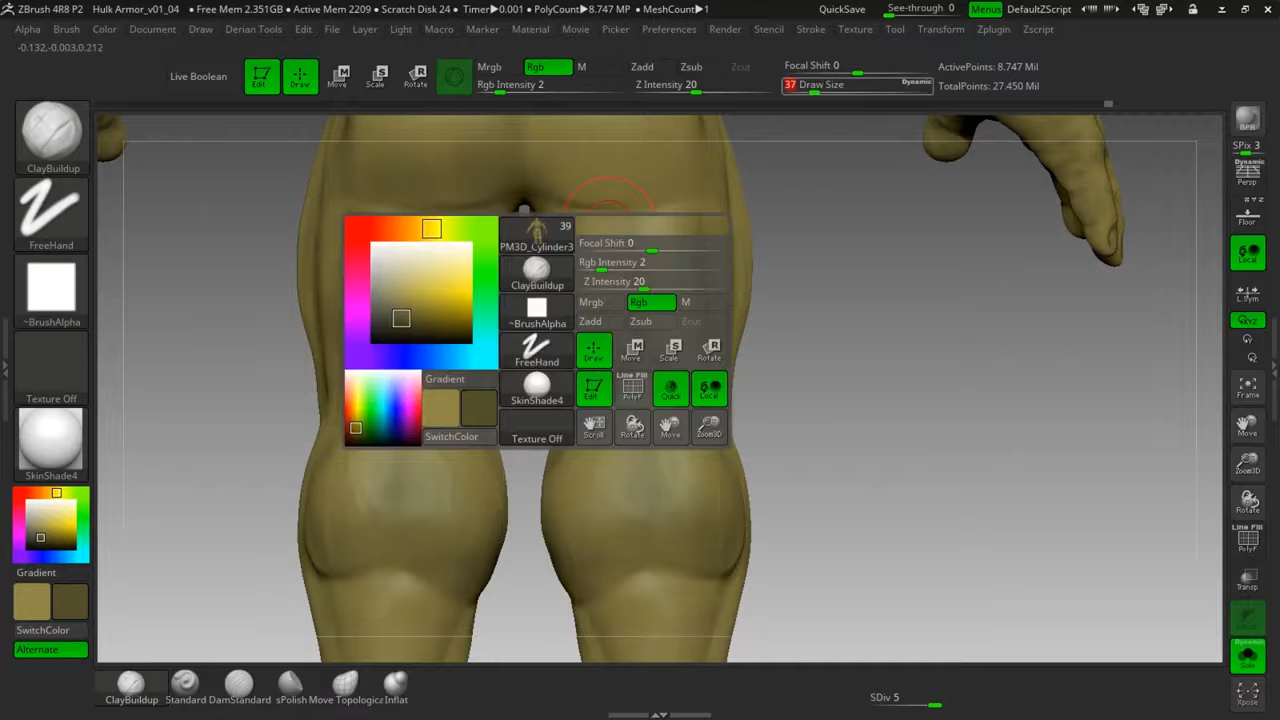 ZBrush 4R8 P2 Hulk Armor_v01_04 • Free Mem 2.351GB • Active Mem 2209 • Scratch Disk 24 • Timer▶0.001 • PolyCount▶8.747 MP • MeshCount▶1 QuickSave See-through 0 Menus DefaultZScript
Alpha Brush Color Document Draw Derian Tools Edit File Layer Light Macro Marker Material Movie Picker Preferences Render Stencil Stroke Texture Tool Transform Zplugin Zscript
-0.132,-0.003,0.212
Live Boolean Edit Draw Move Scale Rotate
Mrgb Rgb M Zadd Zsub Zcut
Rgb Intensity 2 Z Intensity 20
Focal Shift 0 ActivePoints: 8.747 Mil
37 Draw Size Dynamic TotalPoints: 27.450 Mil
ClayBuildup
FreeHand
~BrushAlpha
Texture Off
SkinShade4
Gradient
SwitchColor
Alternate
39
PM3D_Cylinder3
ClayBuildup
~BrushAlpha
FreeHand
SkinShade4
Texture Off
Gradient
SwitchColor
Focal Shift 0
Rgb Intensity 2
Z Intensity 20
Mrgb Rgb M
Zadd Zsub Zcut
Draw Move Scale Rotate
Line Fill
Edit PolyF Quick Local
Scroll Rotate Move Zoom3D
BPR
SPix 3
Dynamic
Persp
Floor
Local
L.Sym
XYZ
Frame
Move
Zoom3D
Rotate
Line Fill
PolyF
Transp
Dynamic
Solo
Xpose
ClayBuildup Standard DamStandard sPolish Move Topologica Inflat
SDiv 5